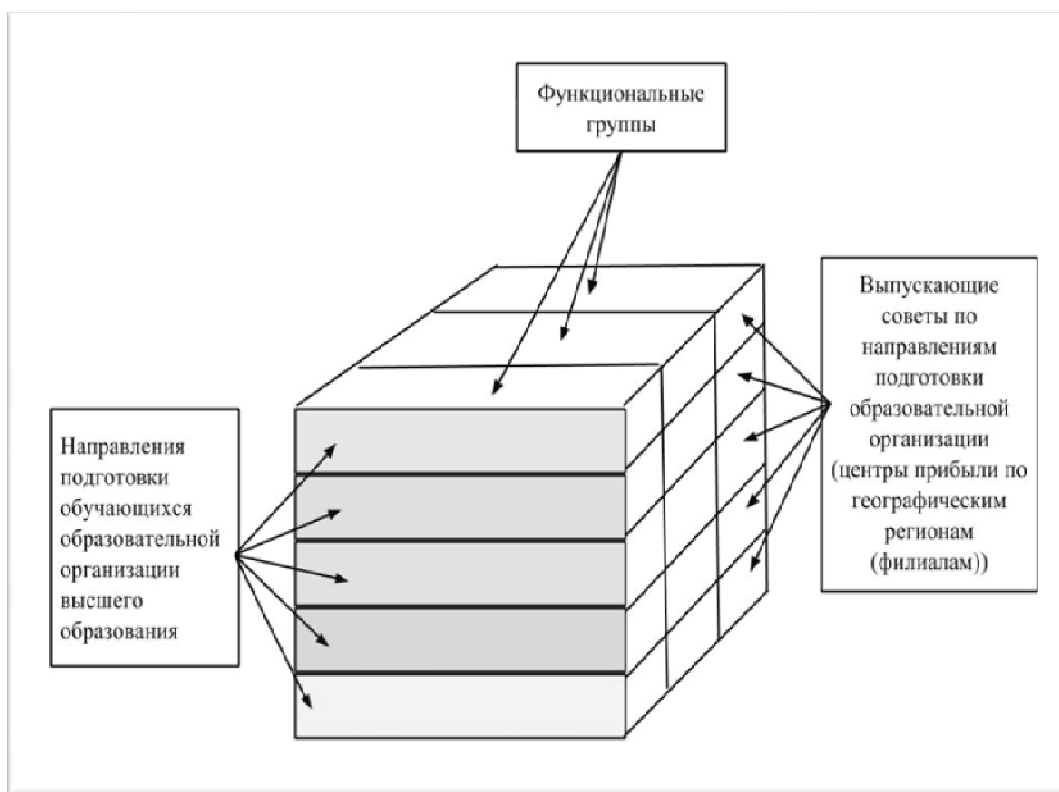 Функциональные
группы
Направления
подготовки
обучающихся
образовательной
организации
высшего
образования
Выпускающие
советы по
направлениям
подготовки
образовательной
организации
(центры прибыли по
географическим
регионам
(филиалам))